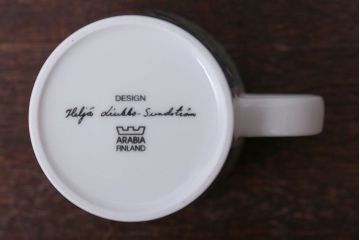 DESIGN
Heljä Liukko-Sundström
ARABIA
FINLAND